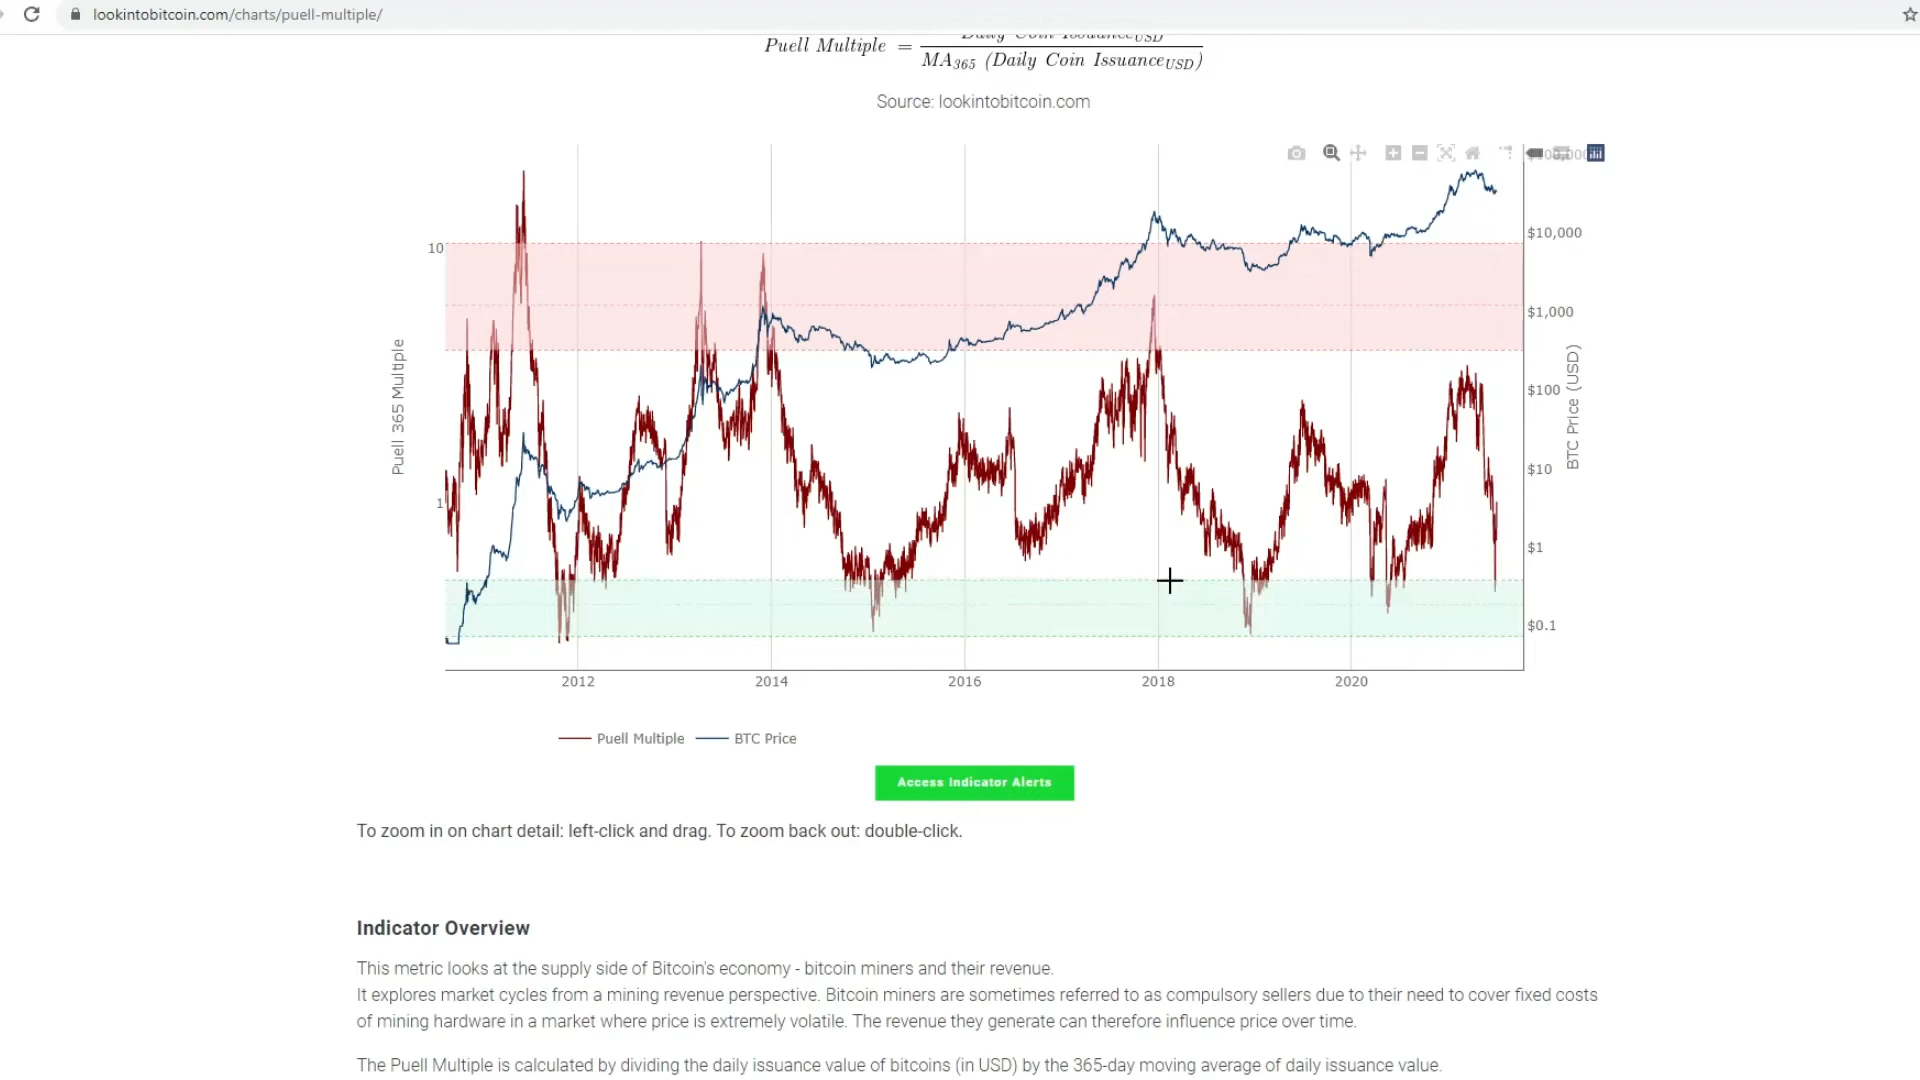 lookintobitcoin.com/charts/puell-multiple/
Daily Coin Issuance USD
Puell Multiple =
MA365 (Daily Coin IssuanceUSD)
Source: lookintobitcoin.com
10
1
Puell 365 Multiple
$10,000
$1,000
$100
$10
$1
$0.1
BTC Price (USD)
2012 2014 2016 2018 2020
Puell Multiple BTC Price
Access Indicator Alerts
To zoom in on chart detail: left-click and drag. To zoom back out: double-click.
Indicator Overview
This metric looks at the supply side of Bitcoin's economy - bitcoin miners and their revenue.
It explores market cycles from a mining revenue perspective. Bitcoin miners are sometimes referred to as compulsory sellers due to their need to cover fixed costs
of mining hardware in a market where price is extremely volatile. The revenue they generate can therefore influence price over time.
The Puell Multiple is calculated by dividing the daily issuance value of bitcoins (in USD) by the 365-day moving average of daily issuance value.